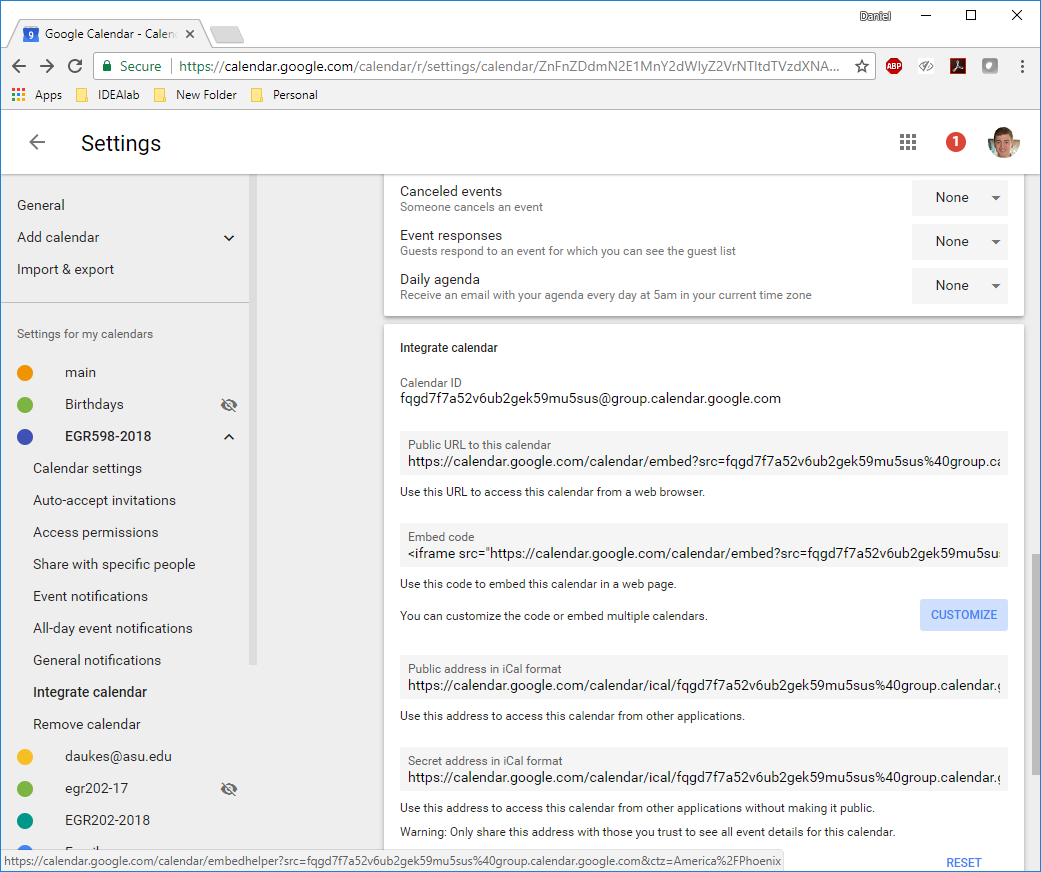 Daniel
9
Google Calendar - Calen
Secure
https://calendar.google.com/calendar/r/settings/calendar/ZnFnZDdmN2E1MnY2dWIyZ2VrNTltdTVzdXNA...
ABP
Apps
IDEAlab
New Folder
Personal
Settings
1
General
Add calendar
Import & export
Settings for my calendars
main
Birthdays
EGR598-2018
Calendar settings
Auto-accept invitations
Access permissions
Share with specific people
Event notifications
All-day event notifications
General notifications
Integrate calendar
Remove calendar
daukes@asu.edu
egr202-17
EGR202-2018
Canceled events
None
Someone cancels an event
Event responses
None
Guests respond to an event for which you can see the guest list
Daily agenda
None
Receive an email with your agenda every day at 5am in your current time zone
Integrate calendar
Calendar ID
fqgd7f7a52v6ub2gek59mu5sus@group.calendar.google.com
Public URL to this calendar
https://calendar.google.com/calendar/embed?src=fqgd7f7a52v6ub2gek59mu5sus%40group.ca
Use this URL to access this calendar from a web browser.
Embed code
<iframe src="https://calendar.google.com/calendar/embed?src=fqgd7f7a52v6ub2gek59mu5su
Use this code to embed this calendar in a web page.
You can customize the code or embed multiple calendars.
CUSTOMIZE
Public address in iCal format
https://calendar.google.com/calendar/ical/fqgd7f7a52v6ub2gek59mu5sus%40group.calendar.g
Use this address to access this calendar from other applications.
Secret address in iCal format
https://calendar.google.com/calendar/ical/fqgd7f7a52v6ub2gek59mu5sus%40group.calendar.g
Use this address to access this calendar from other applications without making it public.
Warning: Only share this address with those you trust to see all event details for this calendar.
RESET
https://calendar.google.com/calendar/embedhelper?src=fqgd7f7a52v6ub2gek59mu5sus%40group.calendar.google.com&ctz=America%2FPhoenix